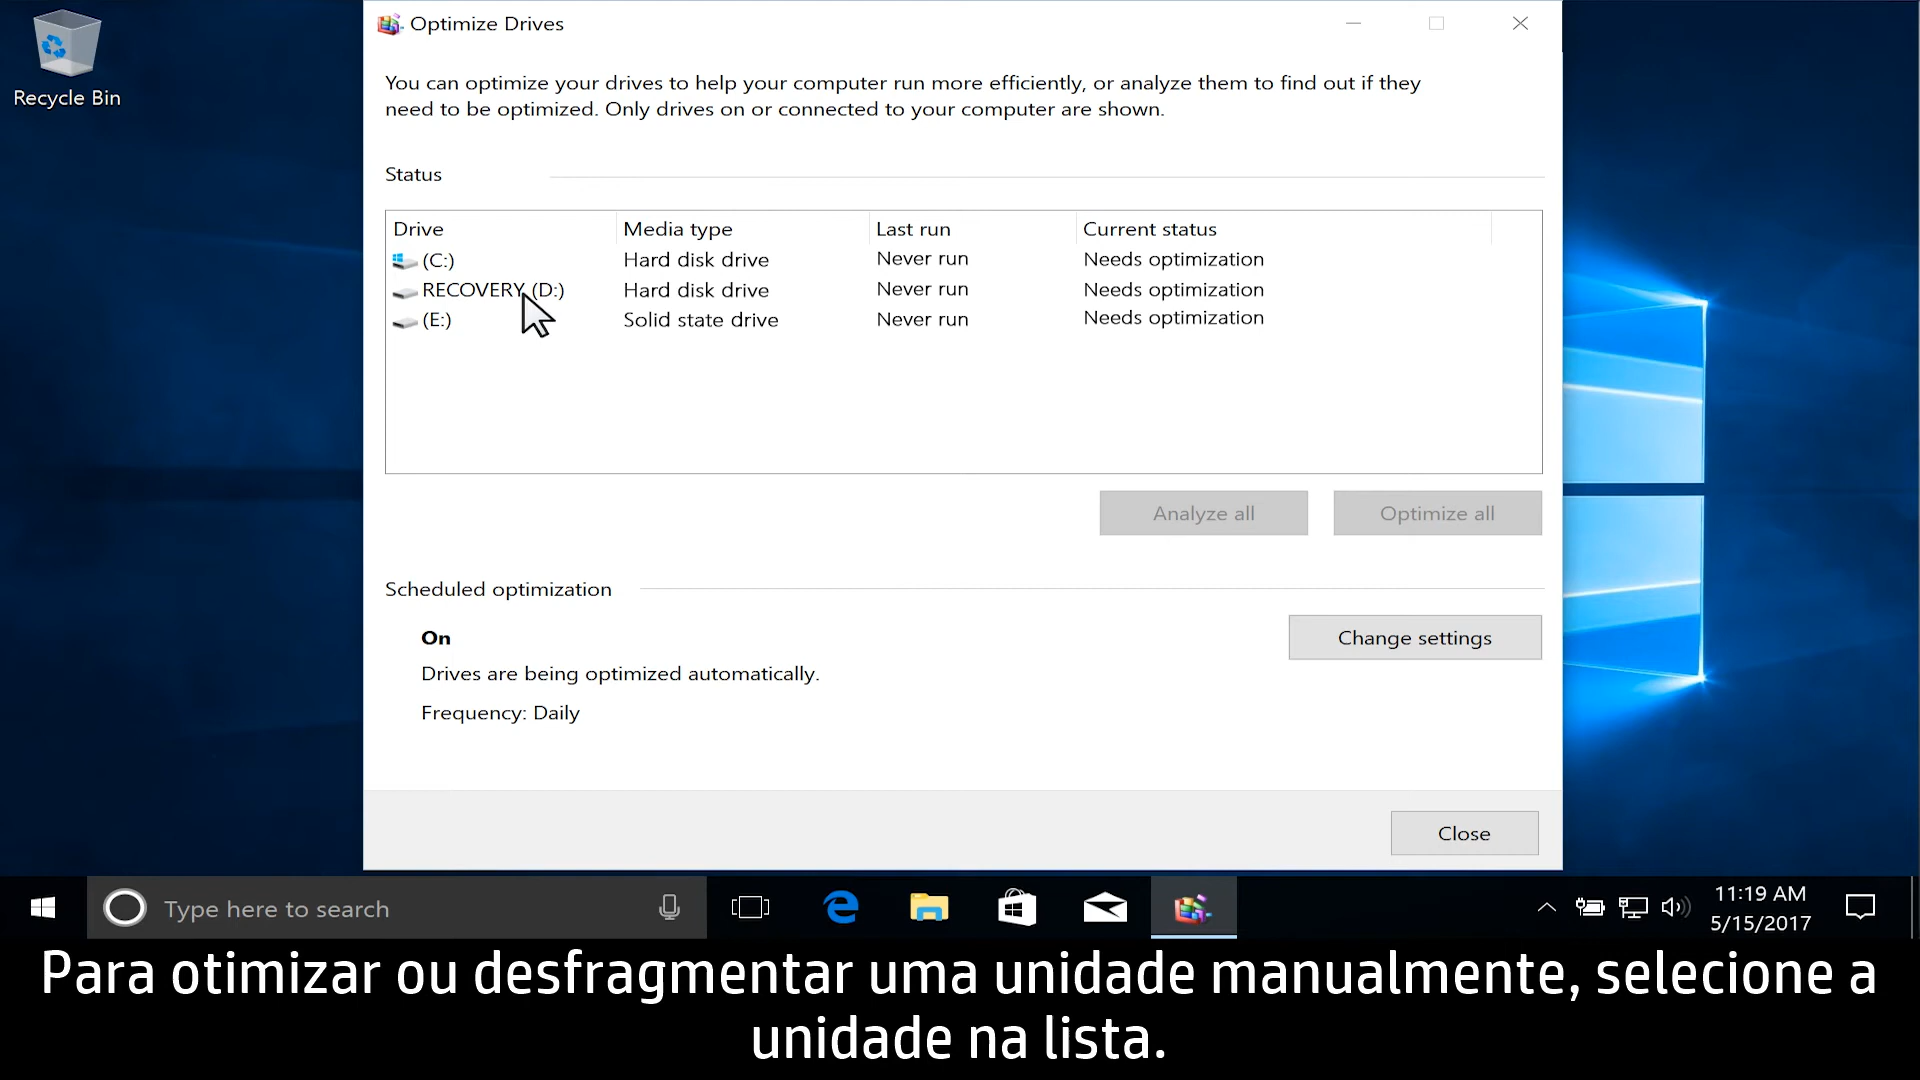 Recycle Bin
Optimize Drives
You can optimize your drives to help your computer run more efficiently, or analyze them to find out if they
need to be optimized. Only drives on or connected to your computer are shown.
Status
Drive Media type Last run Current status
(C:) Hard disk drive Never run Needs optimization
RECOVERY (D:) Hard disk drive Never run Needs optimization
(E:) Solid state drive Never run Needs optimization
Analyze all Optimize all
Scheduled optimization
On Change settings
Drives are being optimized automatically.
Frequency: Daily
Close
Type here to search
11:19 AM
5/15/2017
Para otimizar ou desfragmentar uma unidade manualmente, selecione a
unidade na lista.